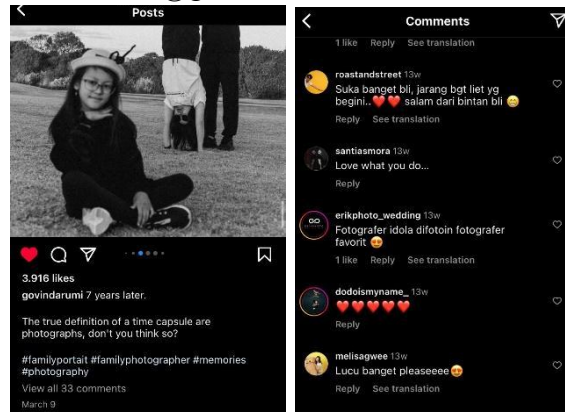 Posts
3.916 likes
govindarumi 7 years later.
The true definition of a time capsule are
photographs, don't you think so?
#familyportait #familyphotographer #memories
#photography
View all 33 comments
March 9
Comments
1 like Reply See translation
roastandstreet 13w
Suka banget bli, jarang bgt liet yg
begini..❤️❤️ salam dari bintan bli 😄
Reply See translation
santiasmora 13w
Love what you do...
Reply
erikphoto_wedding 13w
Fotografer idola difotoin fotografer
favorit 😍
1 like Reply See translation
dodoismyname_ 13w
❤️❤️❤️❤️❤️
Reply
melisagwee 13w
Lucu banget pleaseeee😍
Reply See translation